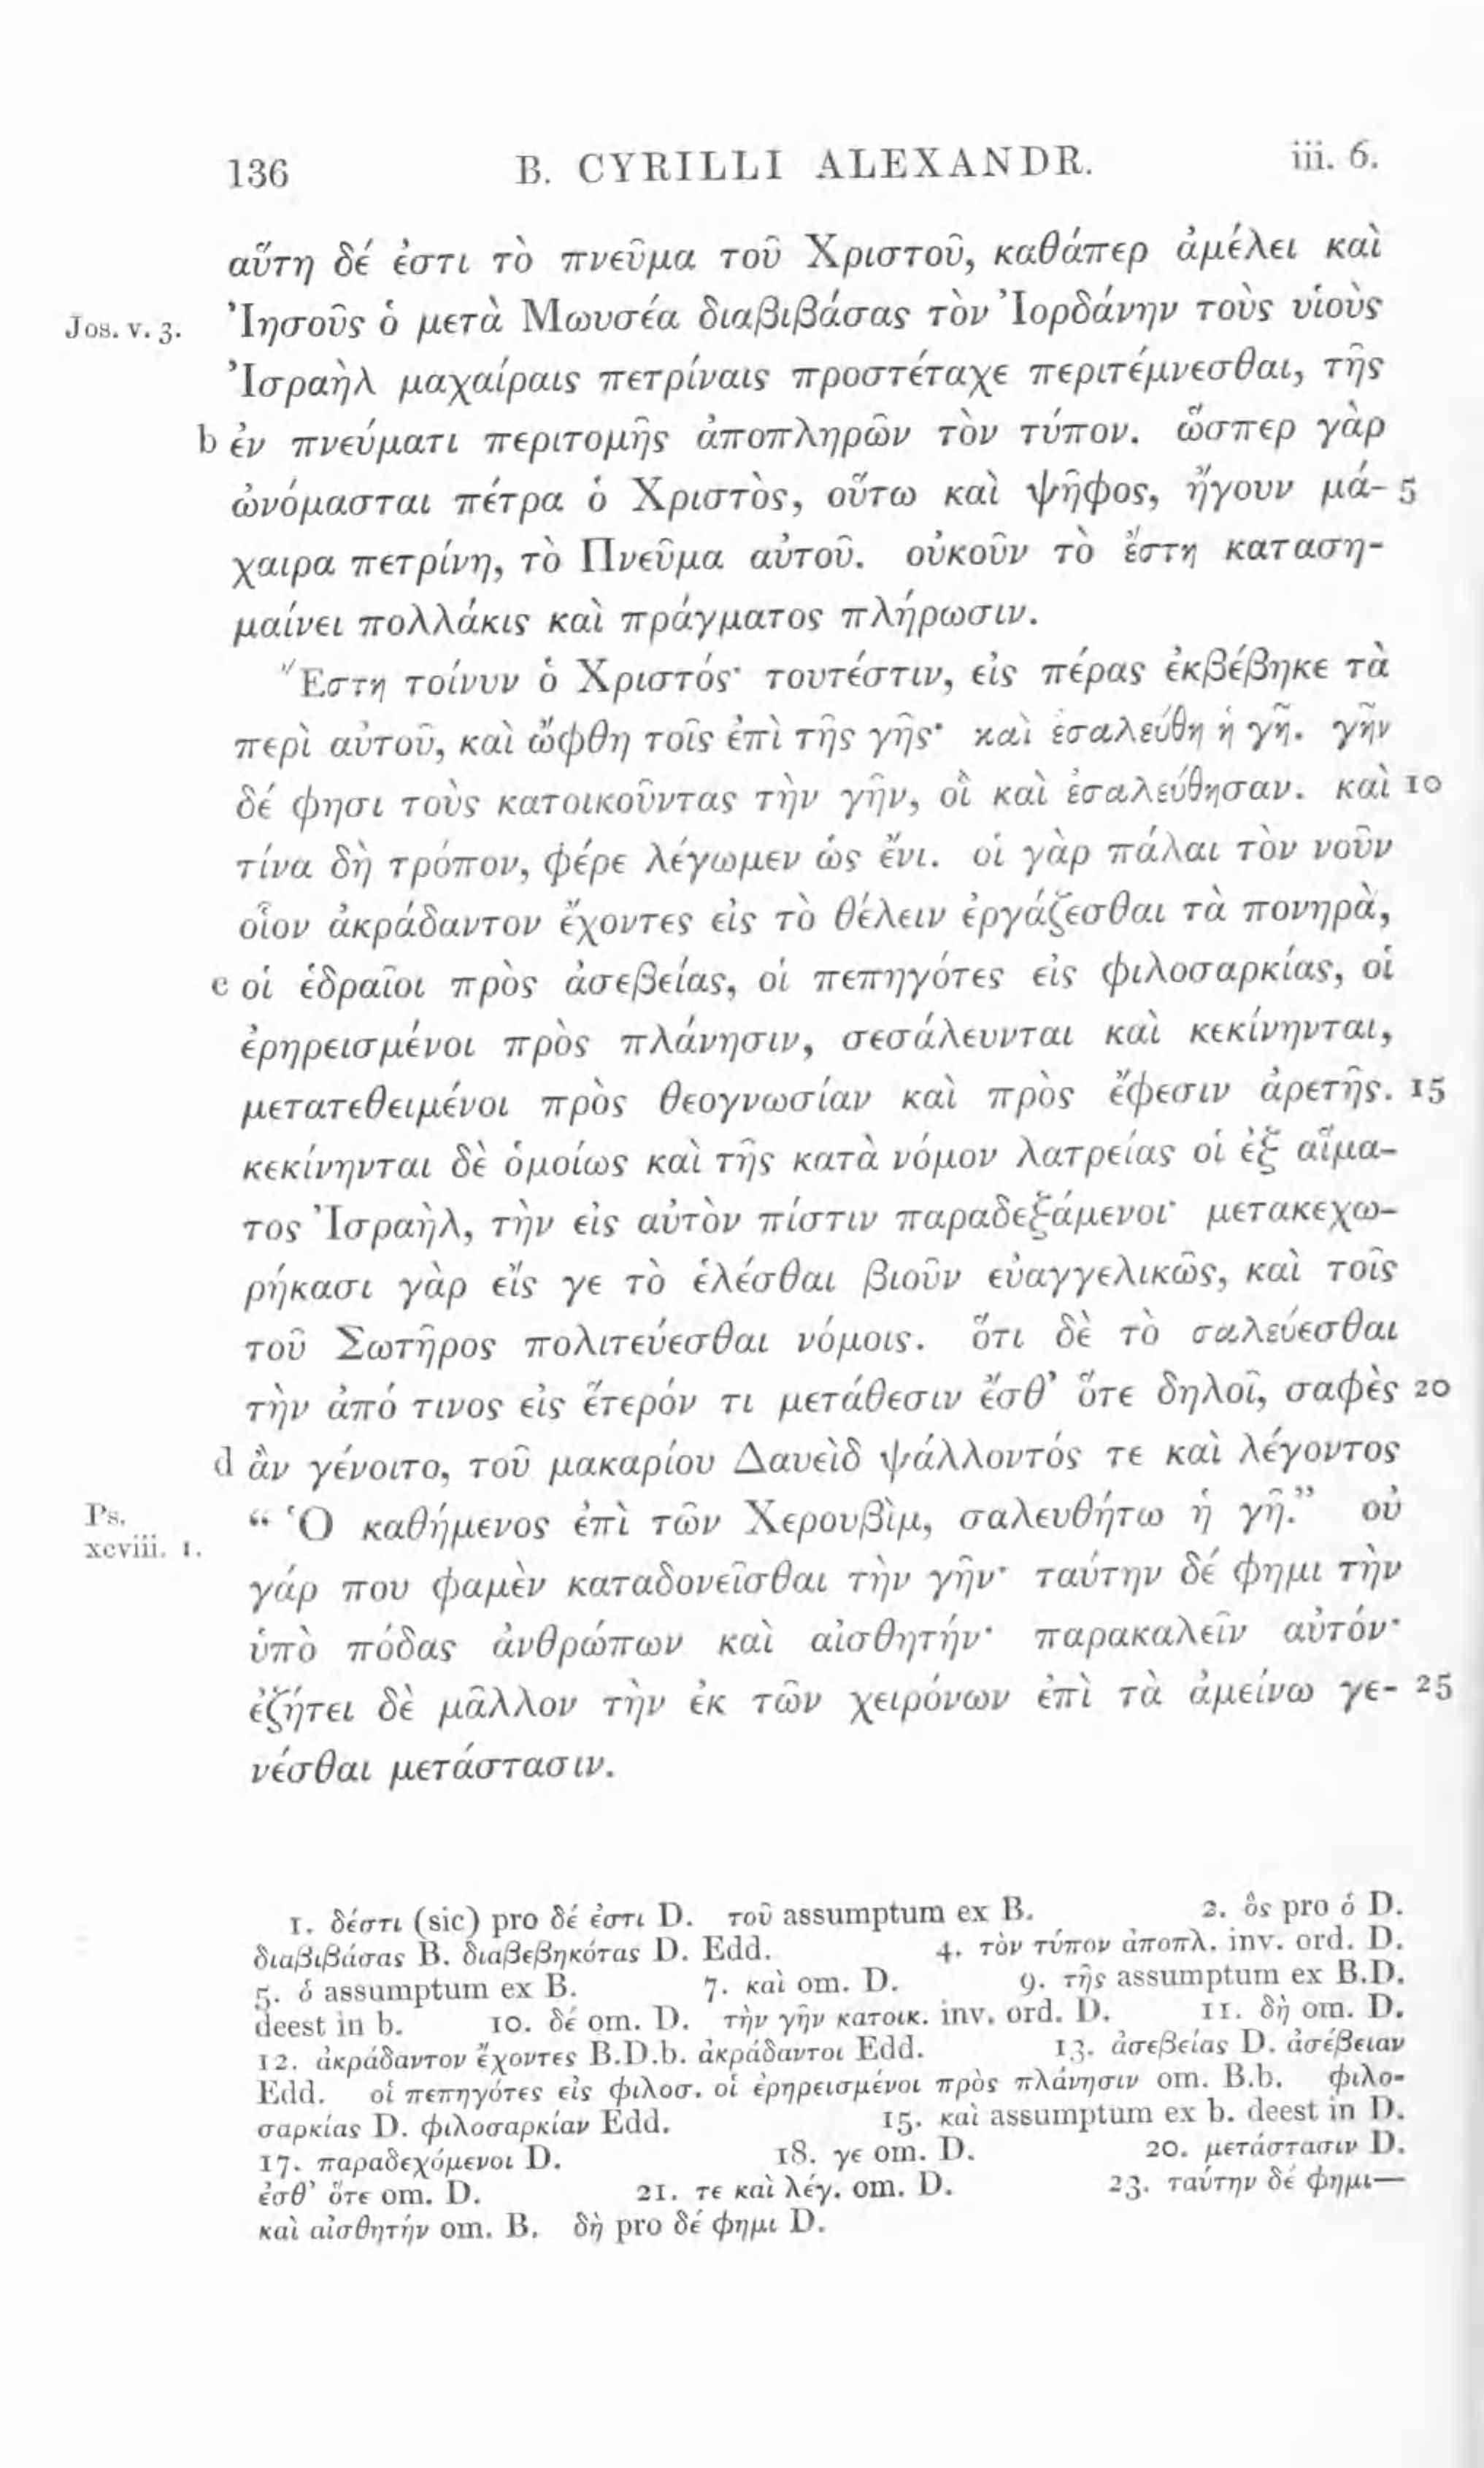 136 B. CYRILLI ALEXANDR. iii. 6.
αὕτη δέ ἐστι τὸ πνεῦμα τοῦ Χριστοῦ, καθάπερ ἀμέλει καὶ
Jos. v. 3. Ἰησοῦς ὁ μετὰ Μωυσέα διαβιβάσας τὸν Ἰορδάνην τοὺς υἱοὺς
Ἰσραὴλ μαχαίραις πετρίναις προστέταχε περιτέμνεσθαι, τῆς
b ἐν πνεύματι περιτομῆς ἀποπληρῶν τὸν τύπον. ὥσπερ γὰρ
ὠνόμασται πέτρα ὁ Χριστὸς, οὕτω καὶ ψῆφος, ἤγουν μά- 5
χαιρα πετρίνη, τὸ Πνεῦμα αὐτοῦ. οὐκοῦν τὸ ἔστη καταση-
μαίνει πολλάκις καὶ πράγματος πλήρωσιν.
Ἔστη τοίνυν ὁ Χριστός· τουτέστιν, εἰς πέρας ἐκβέβηκε τὰ
περὶ αὐτοῦ, καὶ ὤφθη τοῖς ἐπὶ τῆς γῆς· καὶ ἐσαλεύθη ἡ γῆ. γῆν
δέ φησι τοὺς κατοικοῦντας τὴν γῆν, οἳ καὶ ἐσαλεύθησαν. καὶ 10
τίνα δὴ τρόπον, φέρε λέγωμεν ὡς ἔνι. οἱ γὰρ πάλαι τὸν νοῦν
οἷον ἀκράδαντον ἔχοντες εἰς τὸ θέλειν ἐργάζεσθαι τὰ πονηρὰ,
c οἱ ἑδραῖοι πρὸς ἀσεβείας, οἱ πεπηγότες εἰς φιλοσαρκίας, οἱ
ἐρηρεισμένοι πρὸς πλάνησιν, σεσάλευνται καὶ κεκίνηνται,
μετατεθειμένοι πρὸς θεογνωσίαν καὶ πρὸς ἔφεσιν ἀρετῆς. 15
κεκίνηνται δὲ ὁμοίως καὶ τῆς κατὰ νόμον λατρείας οἱ ἐξ αἵμα-
τος Ἰσραὴλ, τὴν εἰς αὐτὸν πίστιν παραδεξάμενοι· μετακεχω-
ρήκασι γὰρ εἴς γε τὸ ἑλέσθαι βιοῦν εὐαγγελικῶς, καὶ τοῖς
τοῦ Σωτῆρος πολιτεύεσθαι νόμοις. ὅτι δὲ τὸ σαλεύεσθαι
τὴν ἀπό τινος εἰς ἕτερόν τι μετάθεσιν ἔσθ' ὅτε δηλοῖ, σαφὲς 20
d ἂν γένοιτο, τοῦ μακαρίου Δαυεὶδ ψάλλοντός τε καὶ λέγοντος
Ps. xcviii. 1. “ Ὁ καθήμενος ἐπὶ τῶν Χερουβὶμ, σαλευθήτω ἡ γῆ.” οὐ
γάρ που φαμὲν καταδονεῖσθαι τὴν γῆν· ταύτην δέ φημι τὴν
ὑπὸ πόδας ἀνθρώπων καὶ αἰσθητήν· παρακαλεῖν αὐτόν·
ἐζήτει δὲ μᾶλλον τὴν ἐκ τῶν χειρόνων ἐπὶ τὰ ἀμείνω γε- 25
νέσθαι μετάστασιν.
1. δέστι (sic) pro δέ ἐστι D. τοῦ assumptum ex B. 2. ὃς pro ὁ D.
διαβιβάσας B. διαβεβηκότας D. Edd. 4. τὸν τύπον ἀποπλ. inv. ord. D.
5. ὁ assumptum ex B. 7. καὶ om. D. 9. τῆς assumptum ex B.D.
deest in b. 10. δέ om. D. τὴν γῆν κατοικ. inv. ord. D. 11. δὴ om. D.
12. ἀκράδαντον ἔχοντες B.D.b. ἀκράδαντοι Edd. 13. ἀσεβείας D. ἀσέβειαν
Edd. οἱ πεπηγότες εἰς φιλοσ. οἱ ἐρηρεισμένοι πρὸς πλάνησιν om. B.b. φιλο-
σαρκίας D. φιλοσαρκίαν Edd. 15. καὶ assumptum ex b. deest in D.
17. παραδεχόμενοι D. 18. γε om. D. 20. μετάστασιν D.
ἐσθ' ὅτε om. D. 21. τε καὶ λέγ. om. D. 23. ταύτην δέ φημι—
καὶ αἰσθητήν om. B. δὴ pro δέ φημι D.